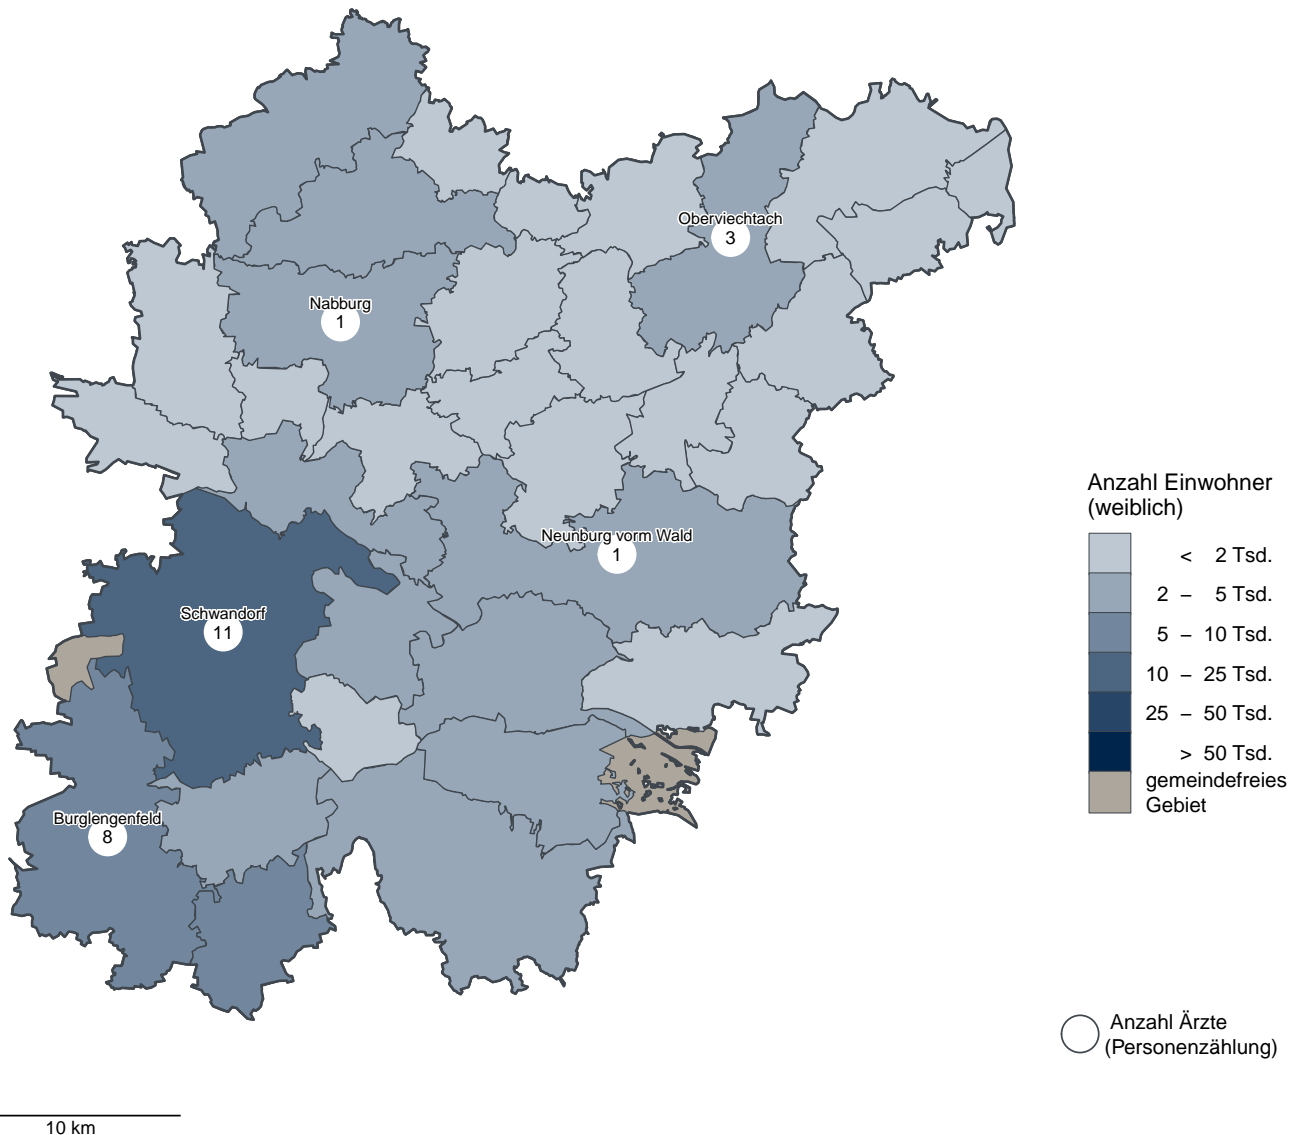 Oberviechtach
3
Nabburg
1
Neunburg vorm Wald
1
Schwandorf
11
Burglengenfeld
8
Anzahl Einwohner
(weiblich)
< 2 Tsd.
2 – 5 Tsd.
5 – 10 Tsd.
10 – 25 Tsd.
25 – 50 Tsd.
> 50 Tsd.
gemeindefreies
Gebiet
Anzahl Ärzte
(Personenzählung)
10 km